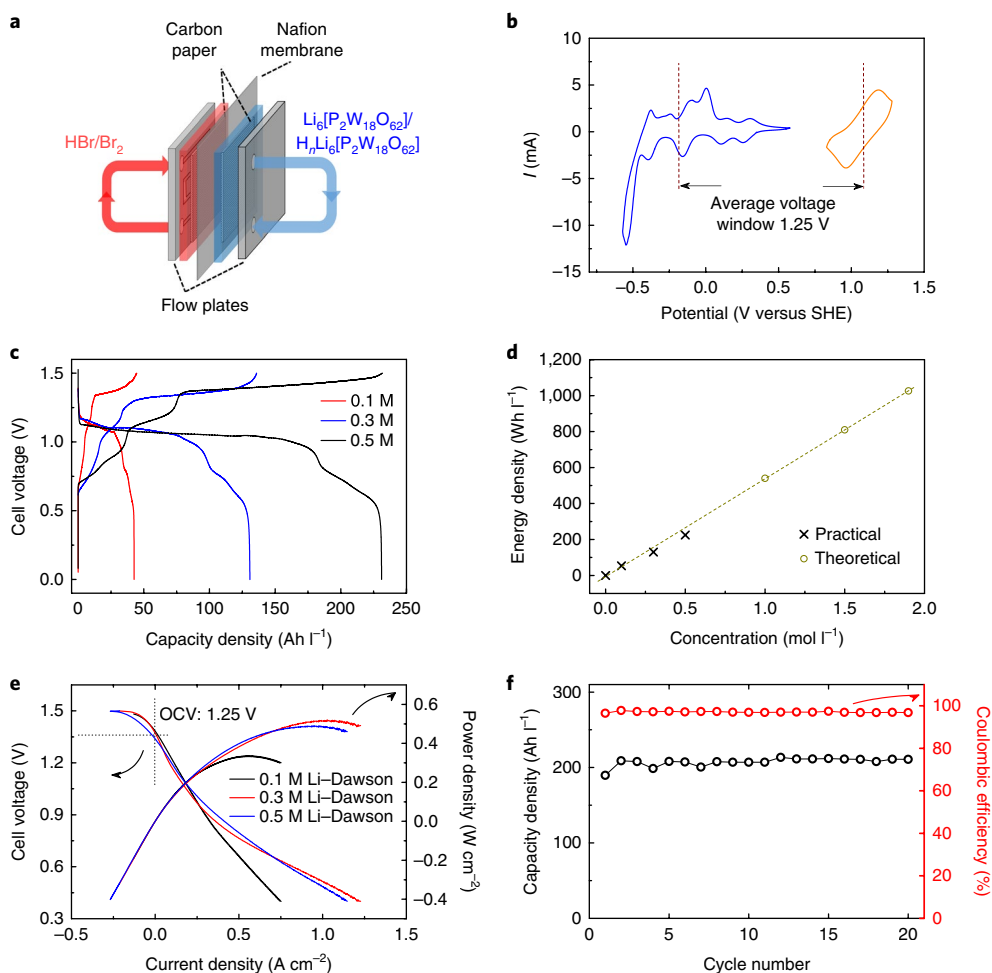 a
Carbon
paper
Nafion
membrane
HBr/Br₂
Li₆[P₂W₁₈O₆₂]/
HₙLi₆[P₂W₁₈O₆₂]
Flow plates
b
10
5
0
−5
−10
−15
I (mA)
Average voltage
window 1.25 V
−0.5
0.0
0.5
1.0
1.5
Potential (V versus SHE)
c
1.5
1.0
0.5
0.0
Cell voltage (V)
0.1 M
0.3 M
0.5 M
0
50
100
150
200
250
Capacity density (Ah l⁻¹)
d
1,200
1,000
800
600
400
200
0
Energy density (Wh l⁻¹)
Practical
Theoretical
0.0
0.5
1.0
1.5
2.0
Concentration (mol l⁻¹)
e
1.5
1.2
0.9
0.6
0.3
Cell voltage (V)
OCV: 1.25 V
0.1 M Li–Dawson
0.3 M Li–Dawson
0.5 M Li–Dawson
0.6
0.4
0.2
0.0
−0.2
−0.4
Power density (W cm⁻²)
−0.5
0.0
0.5
1.0
1.5
Current density (A cm⁻²)
f
300
200
100
0
Capacity density (Ah l⁻¹)
100
80
60
40
20
0
Coulombic
efficiency (%)
0
5
10
15
20
Cycle number